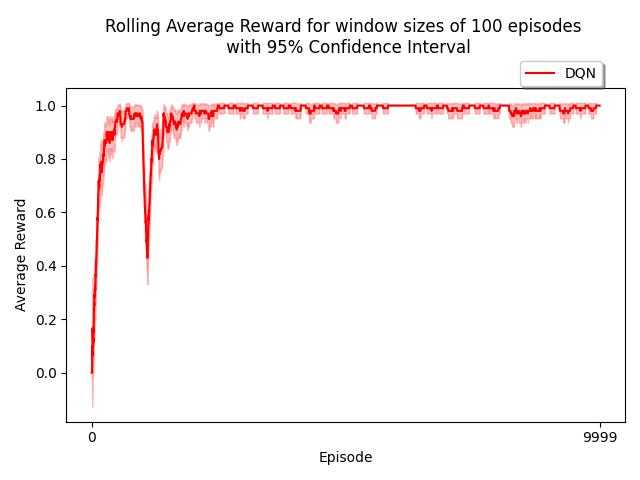 Rolling Average Reward for window sizes of 100 episodes
with 95% Confidence Interval
DQN
1.0
0.8
0.6
0.4
0.2
0.0
Average Reward
0
9999
Episode